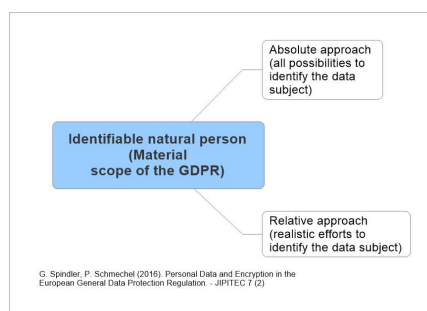 Absolute approach
(all possibilities to
identify the data
subject)
Identifiable natural person
(Material
scope of the GDPR)
Relative approach
(realistic efforts to
identify the data subject)
G. Spindler, P. Schmechel (2016). Personal Data and Encryption in the
European General Data Protection Regulation. - JIPITEC 7 (2)